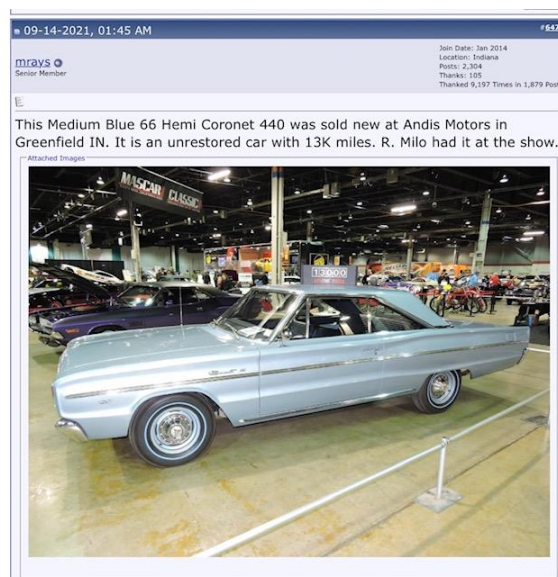 09-14-2021, 01:45 AM
#642
mrays
Senior Member
Join Date: Jan 2014
Location: Indiana
Posts: 2,304
Thanks: 105
Thanked 9,197 Times in 1,879 Post
This Medium Blue 66 Hemi Coronet 440 was sold new at Andis Motors in
Greenfield IN. It is an unrestored car with 13K miles. R. Milo had it at the show.
Attached Images
MASCAR CLASSIC
13000